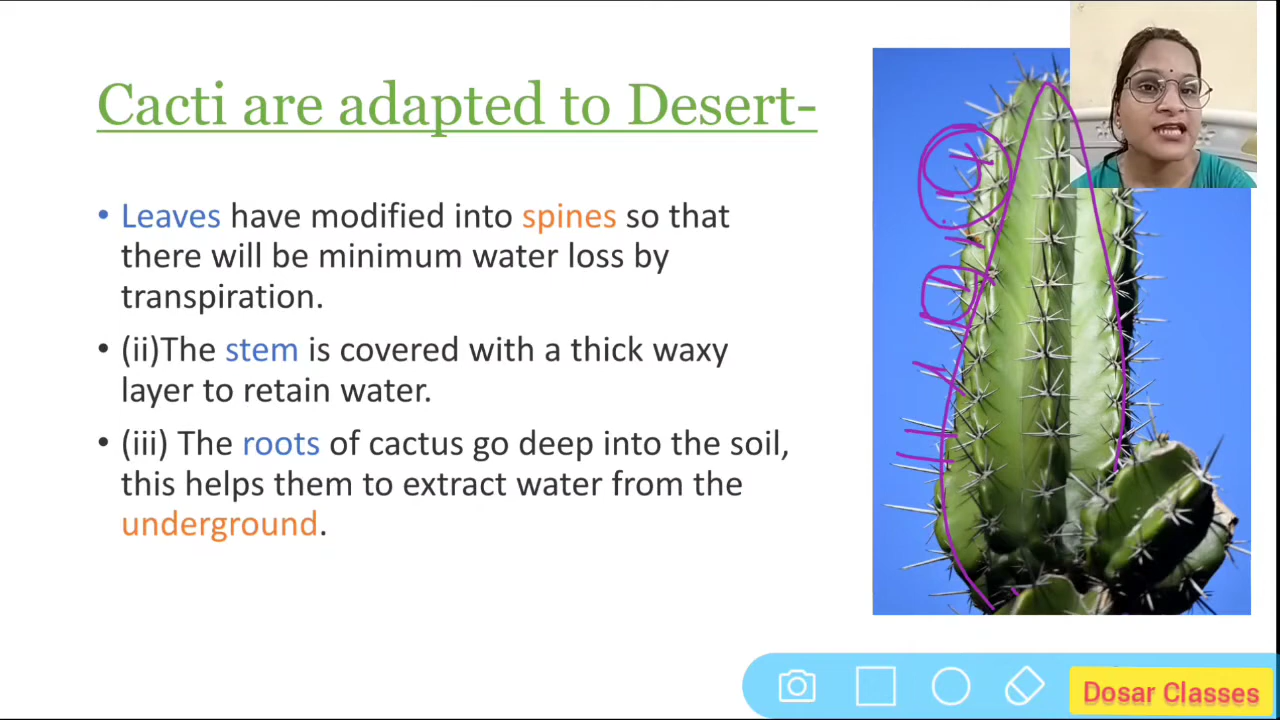 Cacti are adapted to Desert-
• Leaves have modified into spines so that
there will be minimum water loss by
transpiration.
• (ii)The stem is covered with a thick waxy
layer to retain water.
• (iii) The roots of cactus go deep into the soil,
this helps them to extract water from the
underground.
Dosar Classes